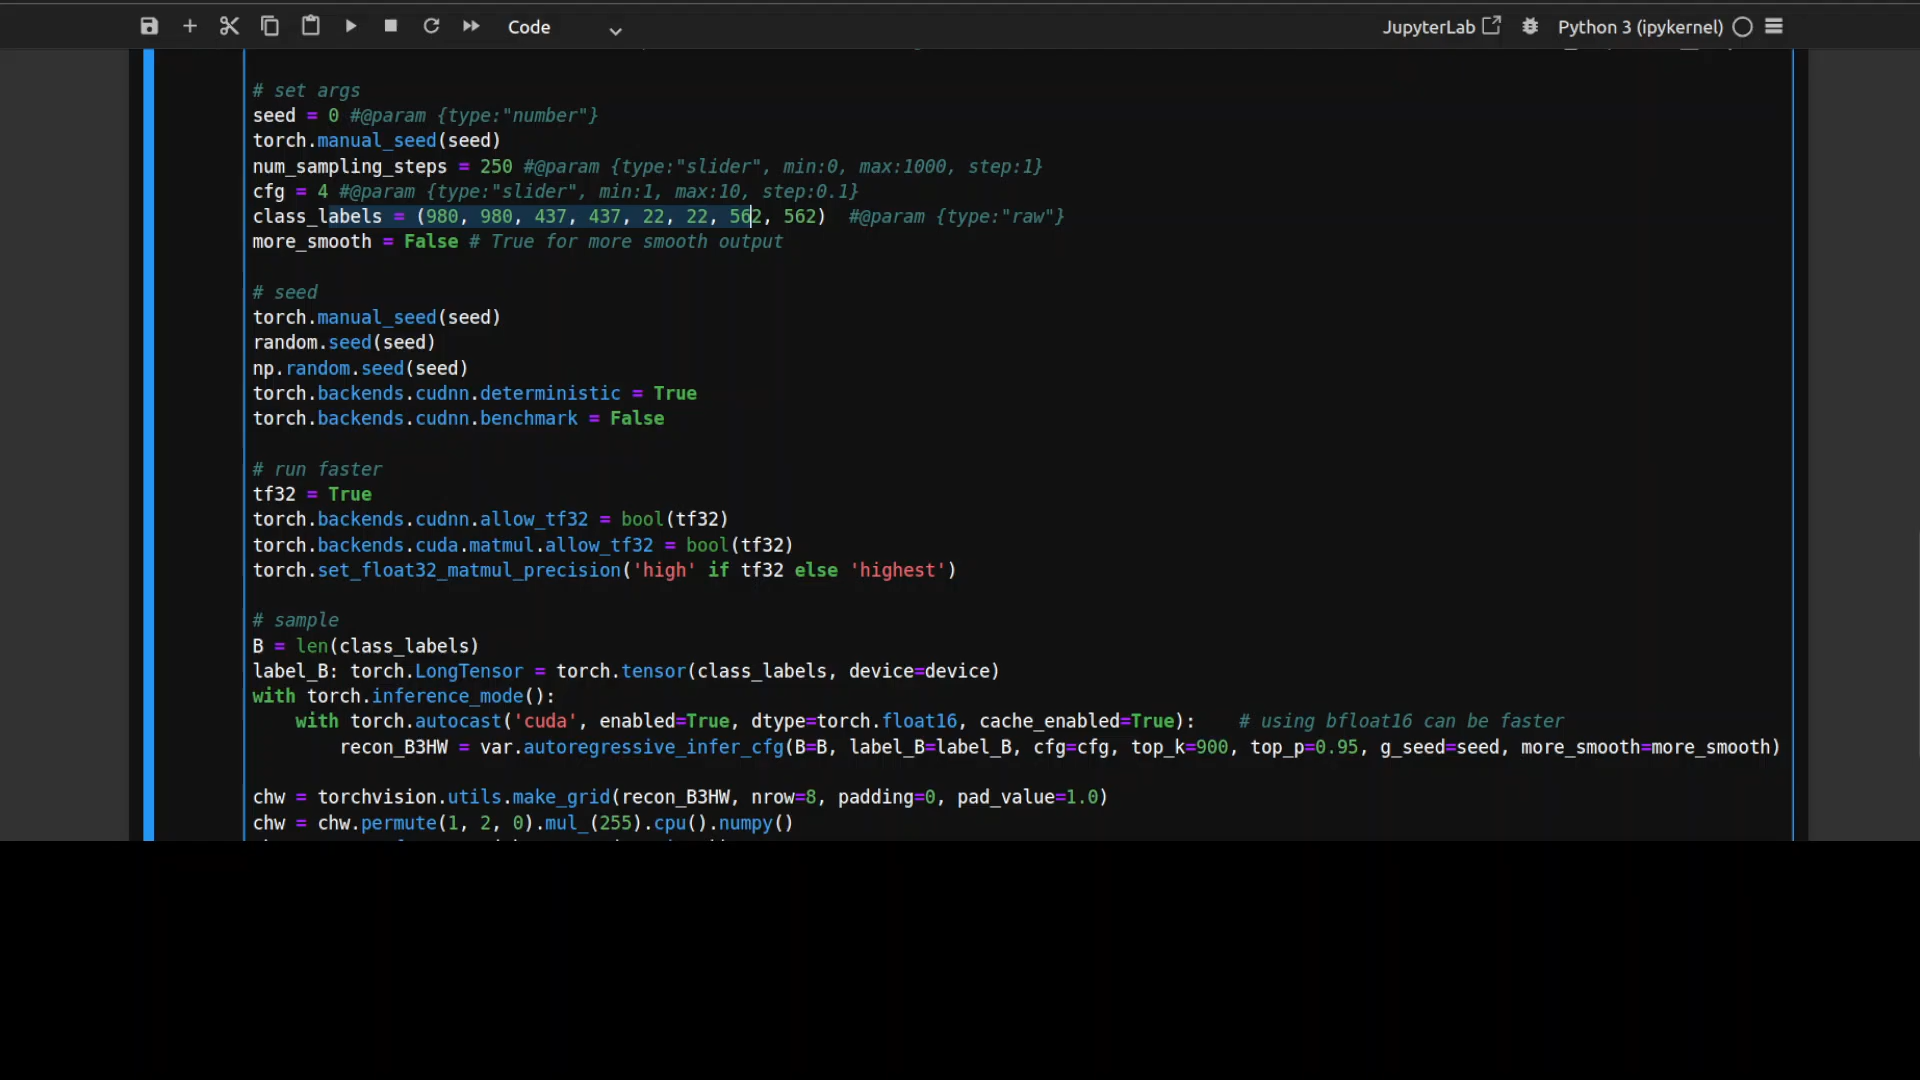 Code
JupyterLab
Python 3 (ipykernel)
# set args
seed = 0 #@param {type:"number"}
torch.manual_seed(seed)
num_sampling_steps = 250 #@param {type:"slider", min:0, max:1000, step:1}
cfg = 4 #@param {type:"slider", min:1, max:10, step:0.1}
class_labels = (980, 980, 437, 437, 22, 22, 562, 562)  #@param {type:"raw"}
more_smooth = False # True for more smooth output
# seed
torch.manual_seed(seed)
random.seed(seed)
np.random.seed(seed)
torch.backends.cudnn.deterministic = True
torch.backends.cudnn.benchmark = False
# run faster
tf32 = True
torch.backends.cudnn.allow_tf32 = bool(tf32)
torch.backends.cuda.matmul.allow_tf32 = bool(tf32)
torch.set_float32_matmul_precision('high' if tf32 else 'highest')
# sample
B = len(class_labels)
label_B: torch.LongTensor = torch.tensor(class_labels, device=device)
with torch.inference_mode():
    with torch.autocast('cuda', enabled=True, dtype=torch.float16, cache_enabled=True):    # using bfloat16 can be faster
        recon_B3HW = var.autoregressive_infer_cfg(B=B, label_B=label_B, cfg=cfg, top_k=900, top_p=0.95, g_seed=seed, more_smooth=more_smooth)
chw = torchvision.utils.make_grid(recon_B3HW, nrow=8, padding=0, pad_value=1.0)
chw = chw.permute(1, 2, 0).mul_(255).cpu().numpy()